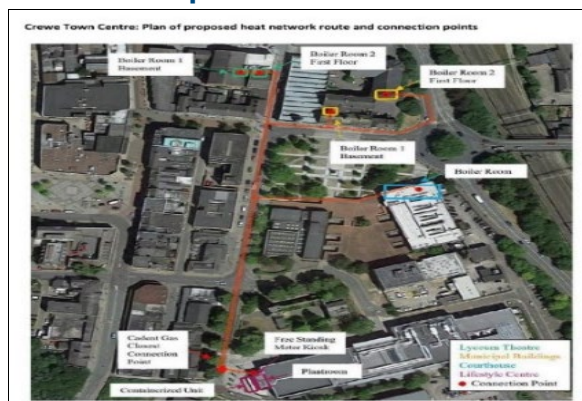 Crewe Town Centre: Plan of proposed heat network route and connection points
Boiler Room 1
Basement
Boiler Room 2
First Floor
Boiler Room 2
First Floor
Boiler Room 1
Basement
Boiler Room
Cadent Gas
Closest
Connection
Point
Free Standing
Meter Kiosk
Plantroom
Containerized Unit
Lyceum Theatre
Municipal Buildings
Courthouse
Lifestyle Centre
Connection Point